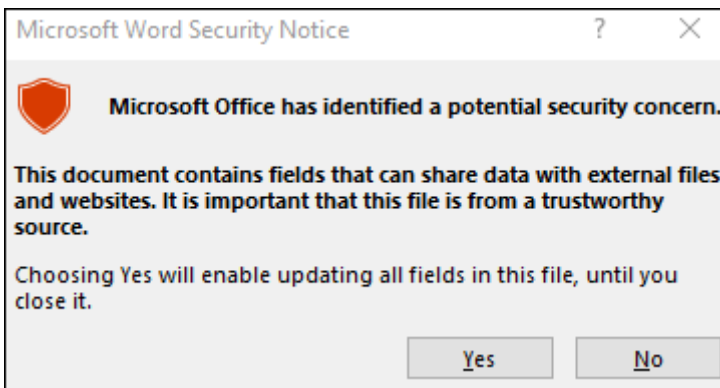 Microsoft Word Security Notice ? ×
Microsoft Office has identified a potential security concern.
This document contains fields that can share data with external files
and websites. It is important that this file is from a trustworthy
source.
Choosing Yes will enable updating all fields in this file, until you
close it.
Yes No